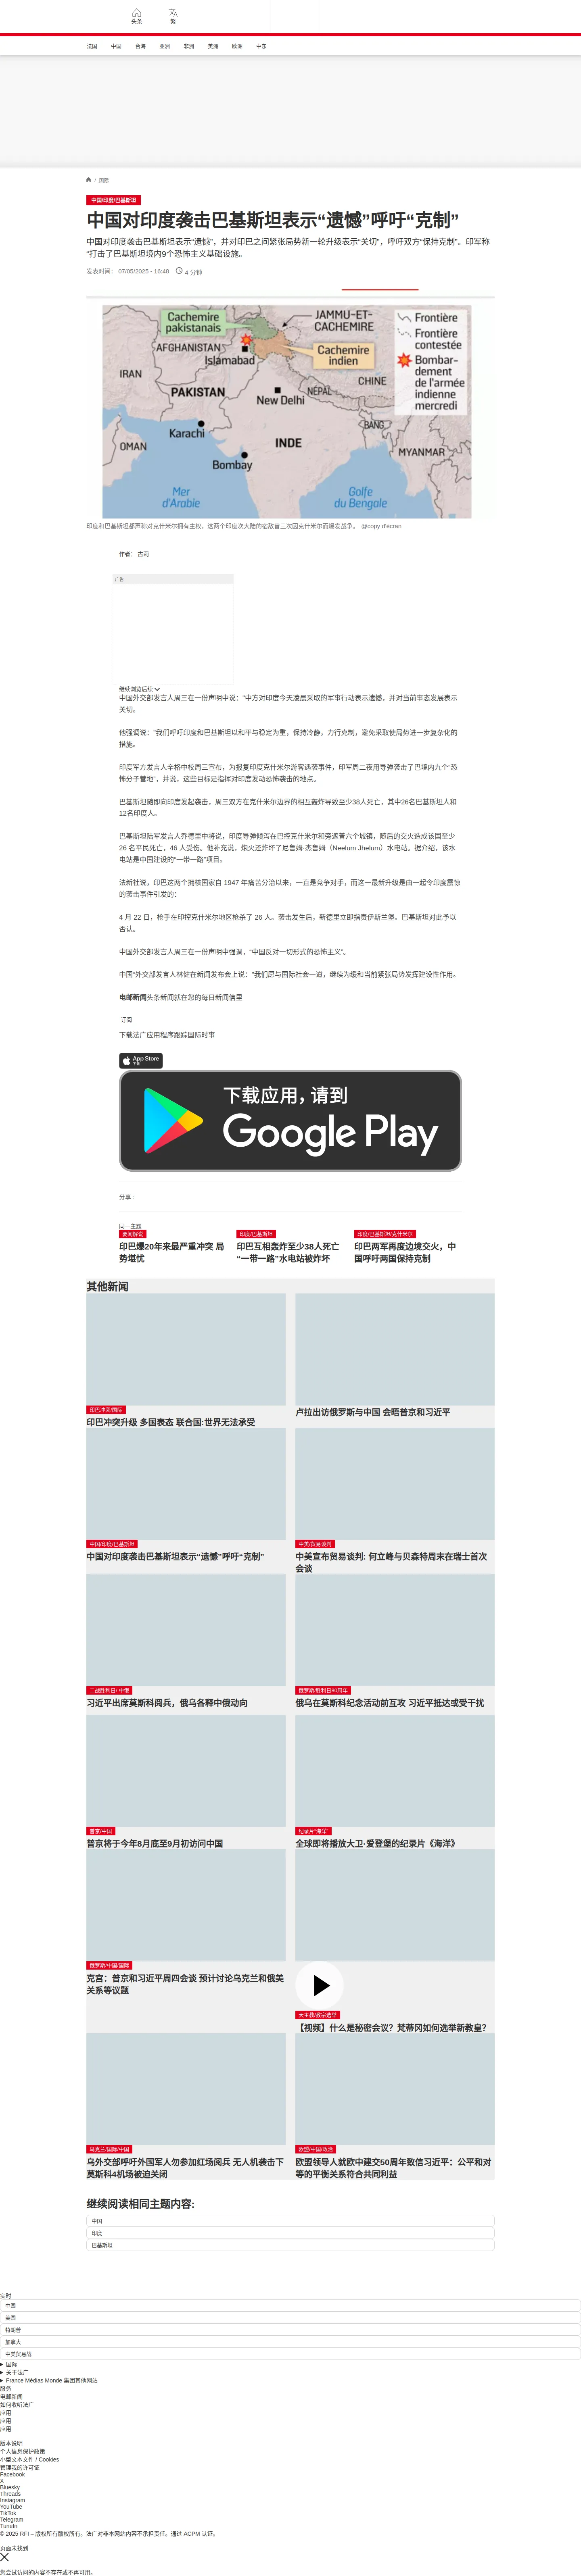 头条
繁
法国 中国 台海 亚洲 非洲 美洲 欧洲 中东
/ 国际
中国/印度/巴基斯坦
中国对印度袭击巴基斯坦表示“遗憾”呼吁“克制”
中国对印度袭击巴基斯坦表示“遗憾”，并对印巴之间紧张局势新一轮升级表示“关切”，呼吁双方“保持克制”。印军称
“打击了巴基斯坦境内9个恐怖主义基础设施。
发表时间： 07/05/2025 - 16:48 4 分钟
Cachemire
pakistanais
JAMMU-ET-
CACHEMIRE
Frontière
Frontière
contestée
Bombar-
dement de
l'armée
indienne
mercredi
AFGHANISTAN
Islamabad
Cachemire
indien
IRAN
CHINE
PAKISTAN
NÉPAL
New Delhi
Karachi
BANG.
OMAN
INDE
MYANMAR
Bombay
Mer
d'Arabie
Golfe
du Bengale
印度和巴基斯坦都声称对克什米尔拥有主权，这两个印度次大陆的宿敌曾三次因克什米尔而爆发战争。 @copy d'écran
作者： 古莉
广告
继续浏览后续
中国外交部发言人周三在一份声明中说：“中方对印度今天凌晨采取的军事行动表示遗憾，并对当前事态发展表示
关切。
他强调说：“我们呼吁印度和巴基斯坦以和平与稳定为重，保持冷静，力行克制，避免采取使局势进一步复杂化的
措施。
印度军方发言人辛格中校周三宣布，为报复印度克什米尔游客遇袭事件，印军周二夜用导弹袭击了巴境内九个“恐
怖分子营地”，并说，这些目标是指挥对印度发动恐怖袭击的地点。
巴基斯坦随即向印度发起袭击，周三双方在克什米尔边界的相互轰炸导致至少38人死亡，其中26名巴基斯坦人和
12名印度人。
巴基斯坦陆军发言人乔德里中将说，印度导弹倾泻在巴控克什米尔和旁遮普六个城镇，随后的交火造成该国至少
26 名平民死亡，46 人受伤。他补充说，炮火还炸坏了尼鲁姆·杰鲁姆（Neelum Jhelum）水电站。据介绍，该水
电站是中国建设的“一带一路”项目。
法新社说，印巴这两个拥核国家自 1947 年痛苦分治以来，一直是竞争对手，而这一最新升级是由一起令印度震惊
的袭击事件引发的：
4 月 22 日，枪手在印控克什米尔地区枪杀了 26 人。袭击发生后，新德里立即指责伊斯兰堡。巴基斯坦对此予以
否认。
中国外交部发言人周三在一份声明中强调，“中国反对一切形式的恐怖主义”。
中国”外交部发言人林健在新闻发布会上说：“我们愿与国际社会一道，继续为缓和当前紧张局势发挥建设性作用。
电邮新闻头条新闻就在您的每日新闻信里
订阅
下载法广应用程序跟踪国际时事
App Store
下载
下载应用，请到
Google Play
分享 :
同一主题
要闻解说
印巴爆20年来最严重冲突 局
势堪忧
印度/巴基斯坦
印巴互相轰炸至少38人死亡
“一带一路”水电站被炸坏
印度/巴基斯坦/克什米尔
印巴两军再度边境交火，中
国呼吁两国保持克制
其他新闻
印巴冲突/国际
印巴冲突升级 多国表态 联合国:世界无法承受
卢拉出访俄罗斯与中国 会晤普京和习近平
中国/印度/巴基斯坦
中国对印度袭击巴基斯坦表示“遗憾”呼吁“克制”
中美/贸易谈判
中美宣布贸易谈判: 何立峰与贝森特周末在瑞士首次
会谈
二战胜利日/ 中俄
习近平出席莫斯科阅兵，俄乌各释中俄动向
俄罗斯/胜利日80周年
俄乌在莫斯科纪念活动前互攻 习近平抵达或受干扰
普京/中国
普京将于今年8月底至9月初访问中国
纪录片“海洋”
全球即将播放大卫·爱登堡的纪录片《海洋》
俄罗斯/中国/国际
克宫：普京和习近平周四会谈 预计讨论乌克兰和俄美
关系等议题
天主教/教宗选举
【视频】什么是秘密会议？梵蒂冈如何选举新教皇？
乌克兰/国际/中国
乌外交部呼吁外国军人勿参加红场阅兵 无人机袭击下
莫斯科4机场被迫关闭
欧盟/中国/政治
欧盟领导人就欧中建交50周年致信习近平：公平和对
等的平衡关系符合共同利益
继续阅读相同主题内容:
中国
印度
巴基斯坦
实时
中国
美国
特朗普
加拿大
中美贸易战
国际
关于法广
France Médias Monde 集团其他网站
服务
电邮新闻
如何收听法广
应用
应用
应用
版本说明
个人信息保护政策
小型文本文件 / Cookies
管理我的许可证
Facebook
X
Bluesky
Threads
Instagram
YouTube
TikTok
Telegram
TuneIn
© 2025 RFI – 版权所有版权所有。法广对非本网站内容不承担责任。通过 ACPM 认证。
页面未找到
您尝试访问的内容不存在或不再可用。